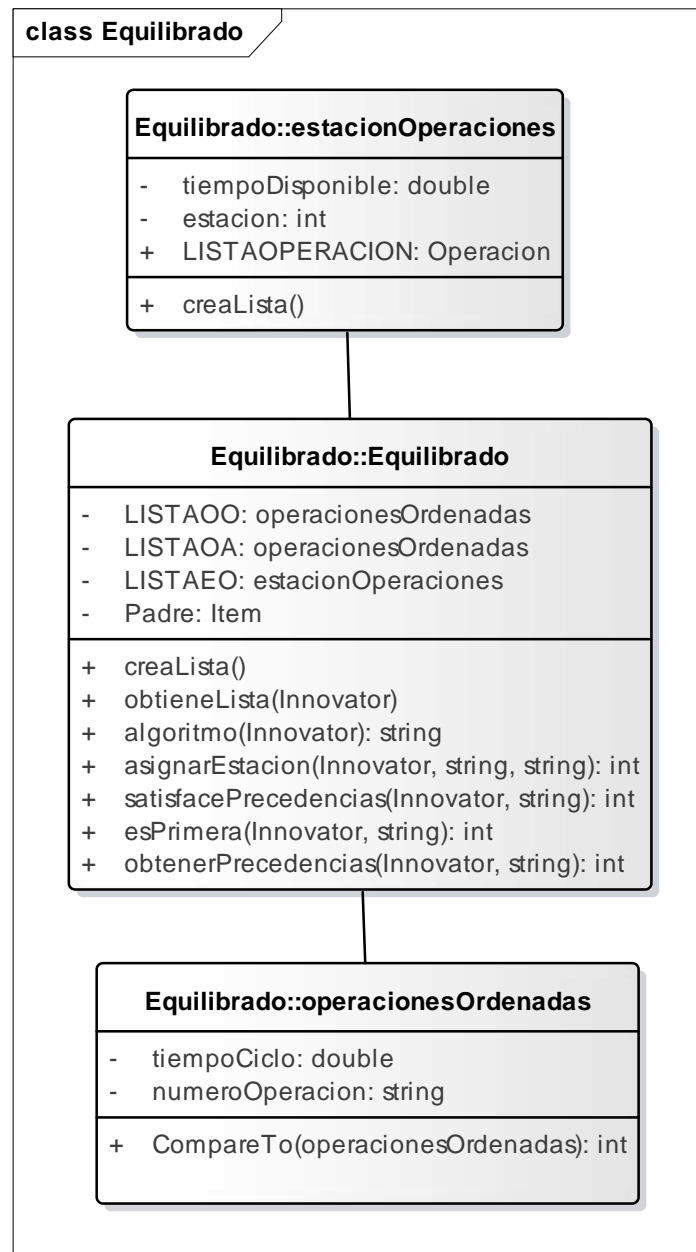 class Equilibrado
Equilibrado::estacionOperaciones
- tiempoDisponible: double
- estacion: int
+ LISTAOPERACION: Operacion
+ creaLista()
Equilibrado::Equilibrado
- LISTAOO: operacionesOrdenadas
- LISTAOA: operacionesOrdenadas
- LISTAEO: estacionOperaciones
- Padre: Item
+ creaLista()
+ obtieneLista(Innovator)
+ algoritmo(Innovator): string
+ asignarEstacion(Innovator, string, string): int
+ satisfacePrecedencias(Innovator, string): int
+ esPrimera(Innovator, string): int
+ obtenerPrecedencias(Innovator, string): int
Equilibrado::operacionesOrdenadas
- tiempoCiclo: double
- numeroOperacion: string
+ CompareTo(operacionesOrdenadas): int